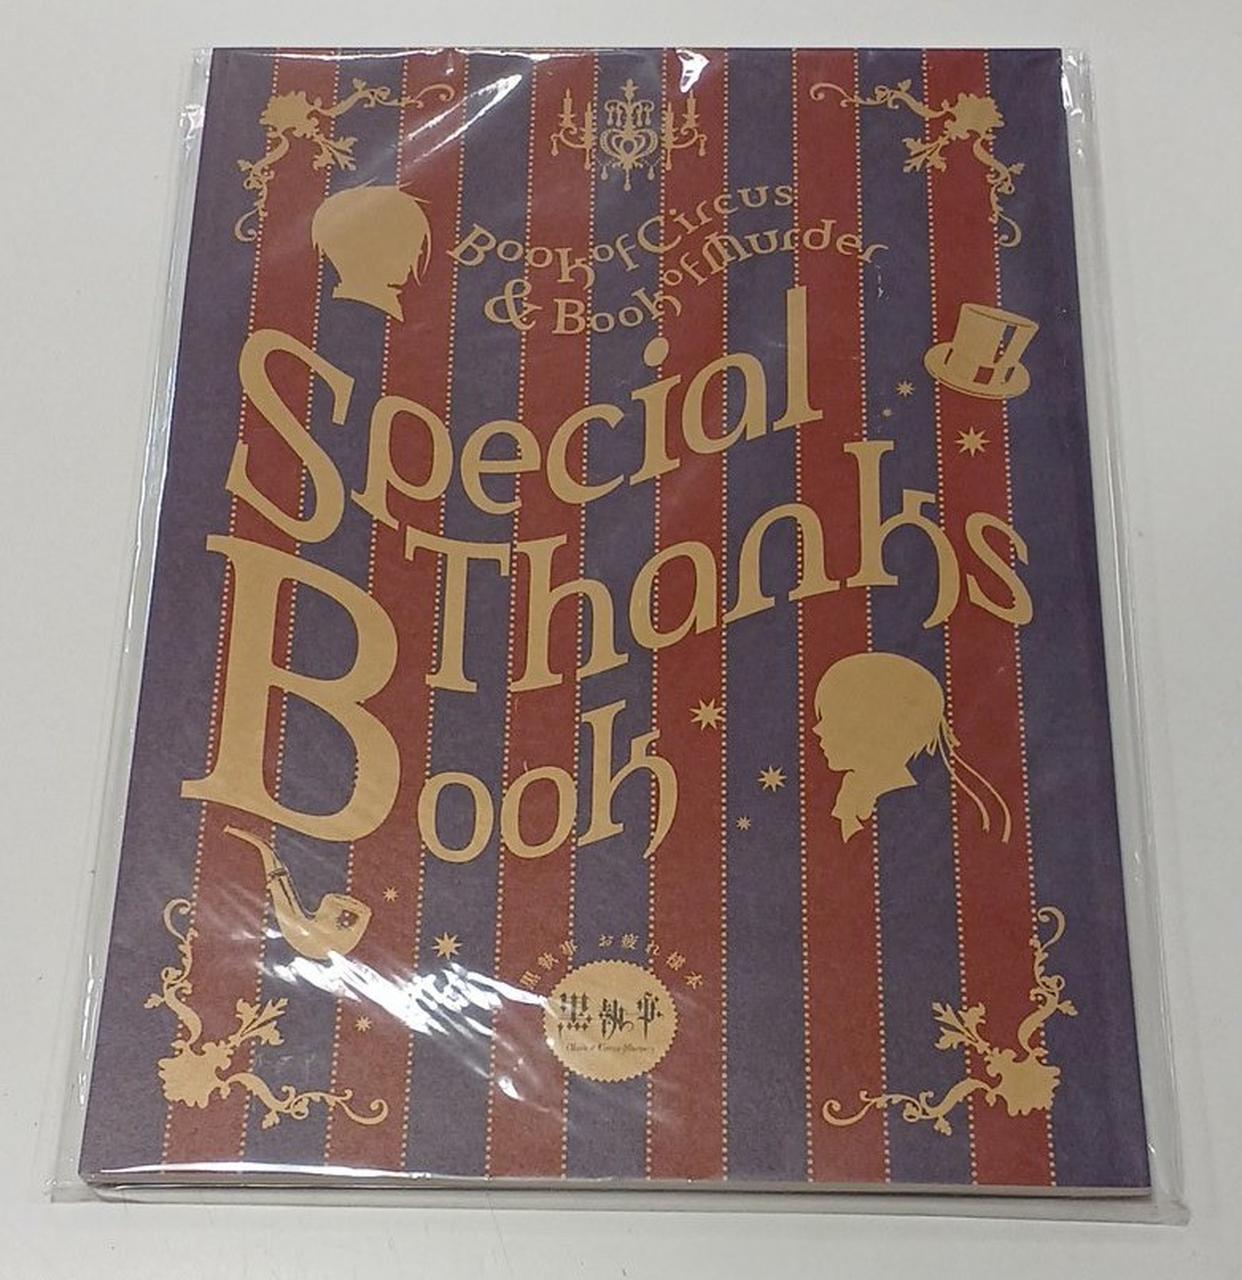 Book of Circus
& Book of Murder
Special
Thanks
Book
黒執事 お疲れ様本
黒執事